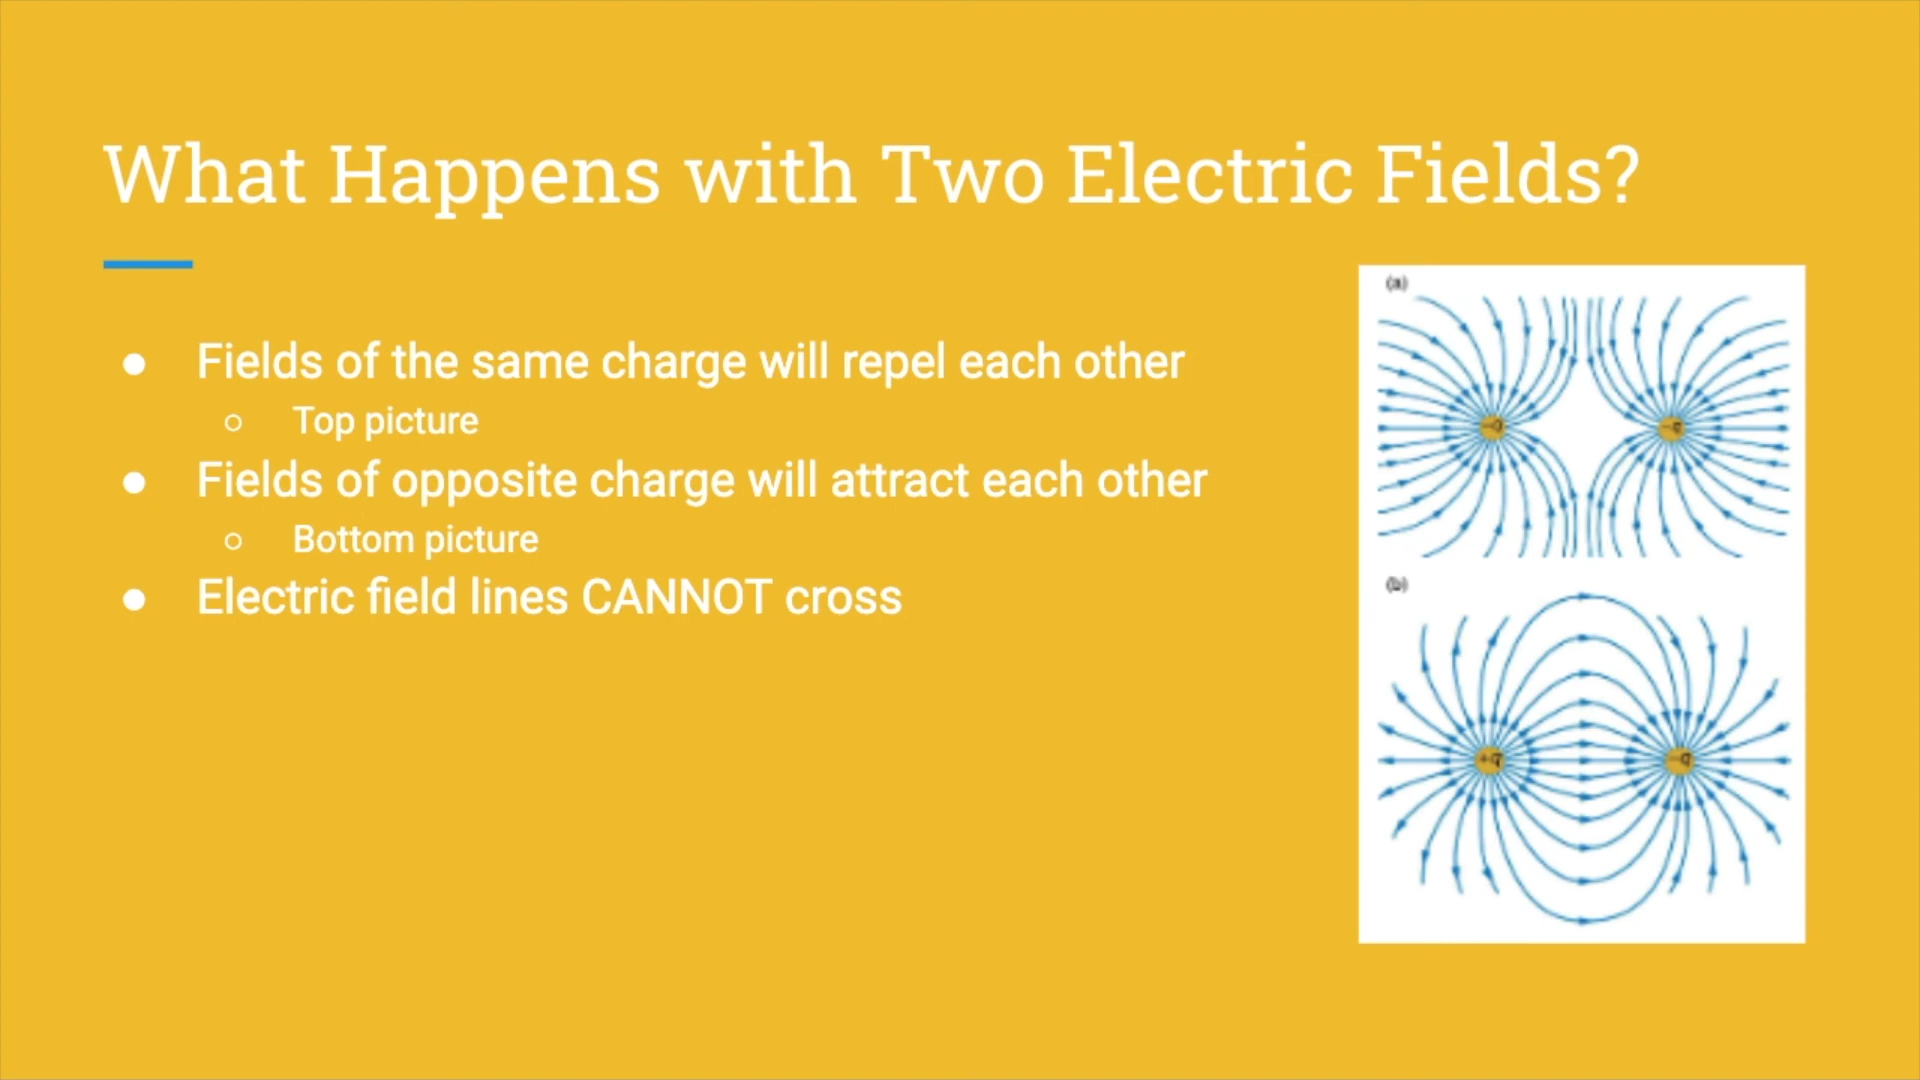 What Happens with Two Electric Fields?
● Fields of the same charge will repel each other
○ Top picture
● Fields of opposite charge will attract each other
○ Bottom picture
● Electric field lines CANNOT cross
(a)
−q
−q
(b)
+q
−q